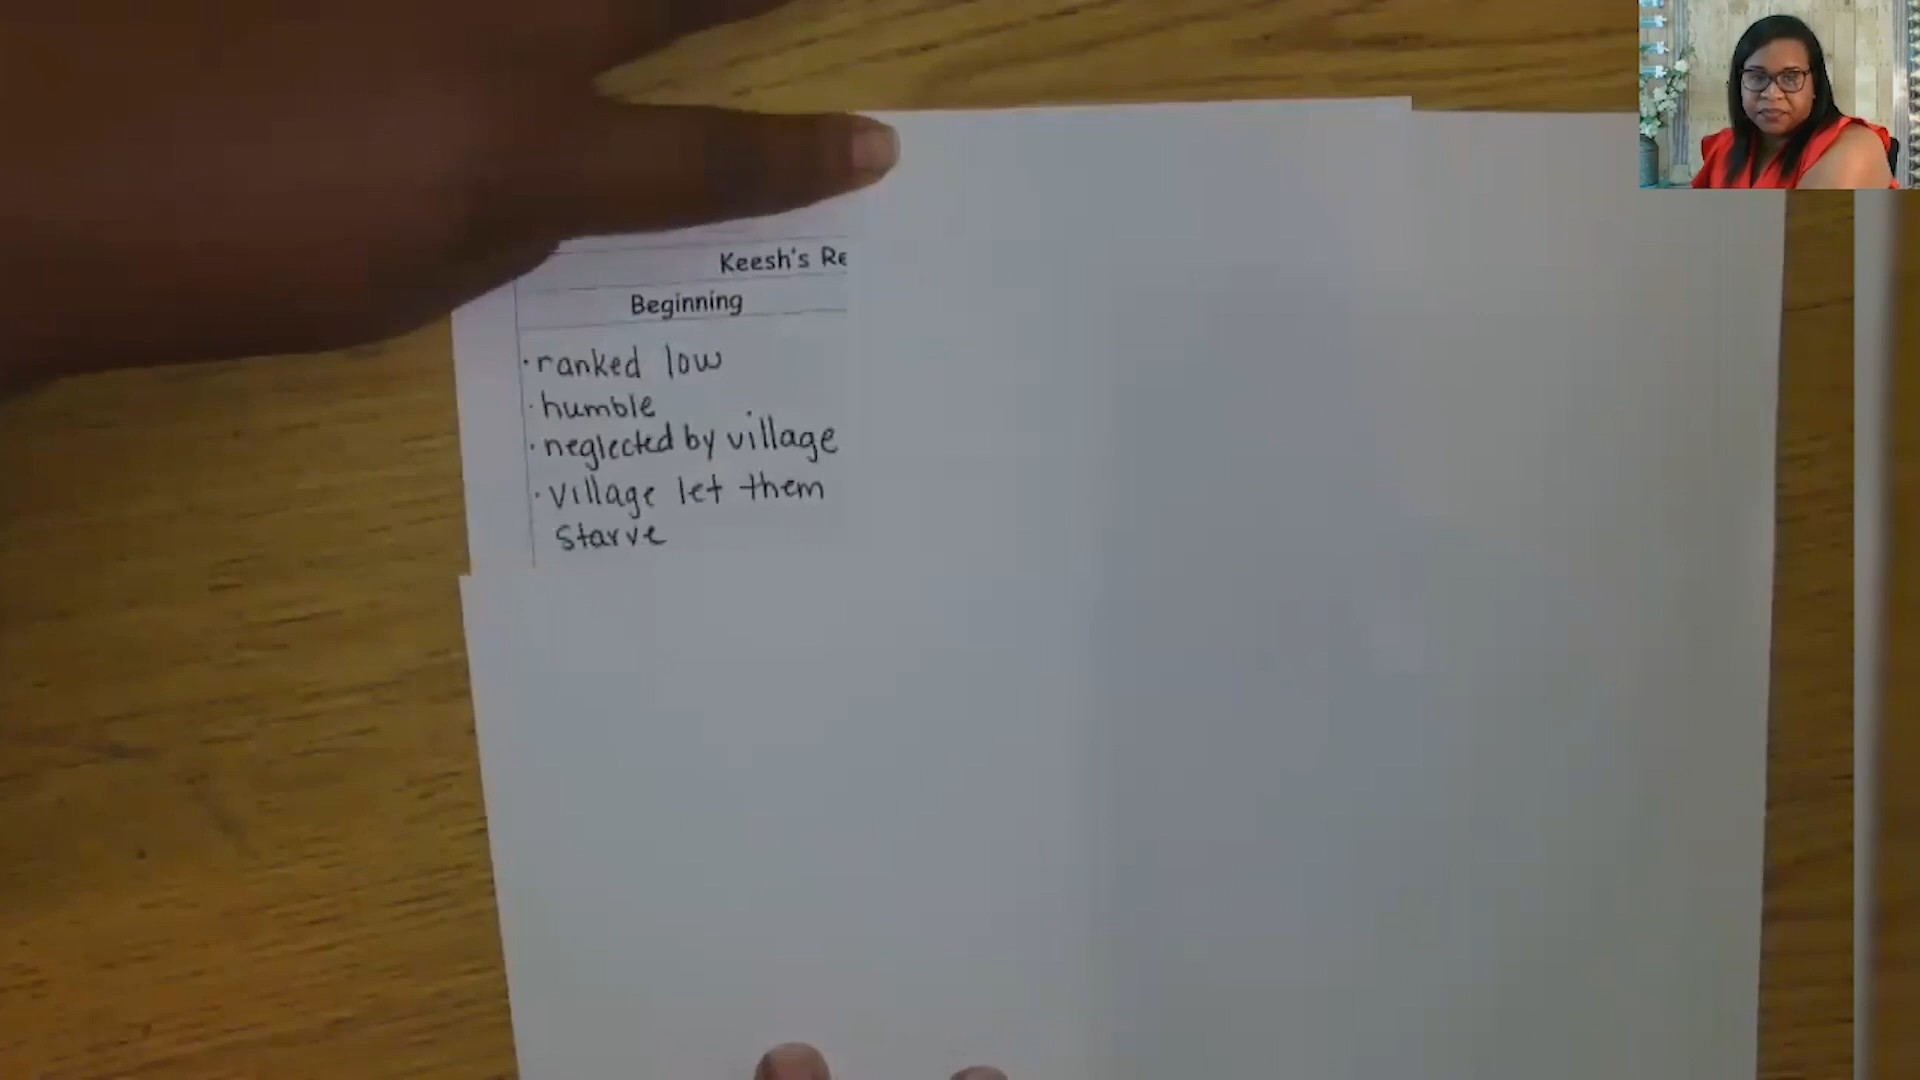 Keesh's Re
Beginning
· ranked low
· humble
· neglected by village
· village let them
starve